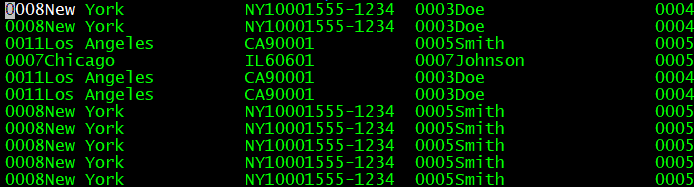 0008New York            NY10001555-1234  0003Doe                 0004
0008New York            NY10001555-1234  0003Doe                 0004
0011Los Angeles         CA90001          0005Smith               0004
0007Chicago             IL60601          0007Johnson             0005
0011Los Angeles         CA90001          0003Doe                 0004
0011Los Angeles         CA90001          0003Doe                 0004
0008New York            NY10001555-1234  0005Smith               0005
0008New York            NY10001555-1234  0005Smith               0005
0008New York            NY10001555-1234  0005Smith               0005
0008New York            NY10001555-1234  0005Smith               0005
0008New York            NY10001555-1234  0005Smith               0005